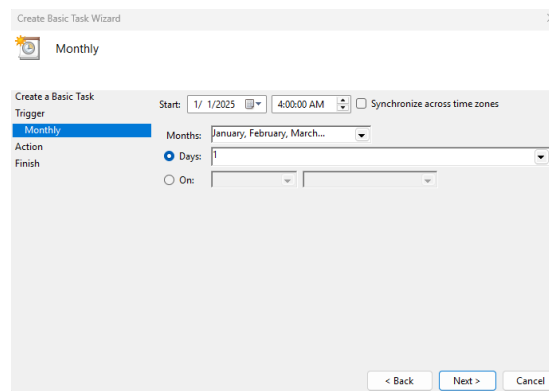 Create Basic Task Wizard
Monthly
Create a Basic Task
Trigger
Monthly
Action
Finish
Start: 1/ 1/2025 4:00:00 AM Synchronize across time zones
Months: January, February, March...
Days: 1
On:
< Back Next > Cancel